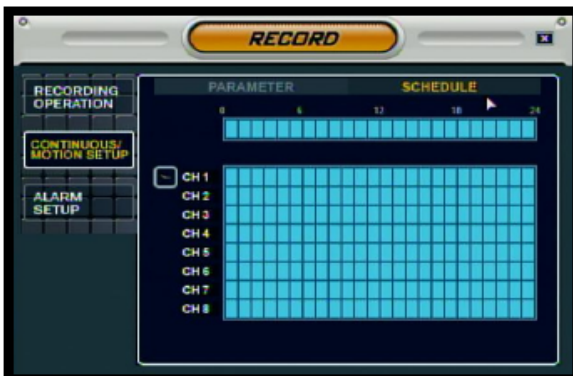 RECORD
X
RECORDING
OPERATION
CONTINUOUS/
MOTION SETUP
ALARM
SETUP
PARAMETER
SCHEDULE
0 6 12 18 24
CH 1
CH 2
CH 3
CH 4
CH 5
CH 6
CH 7
CH 8